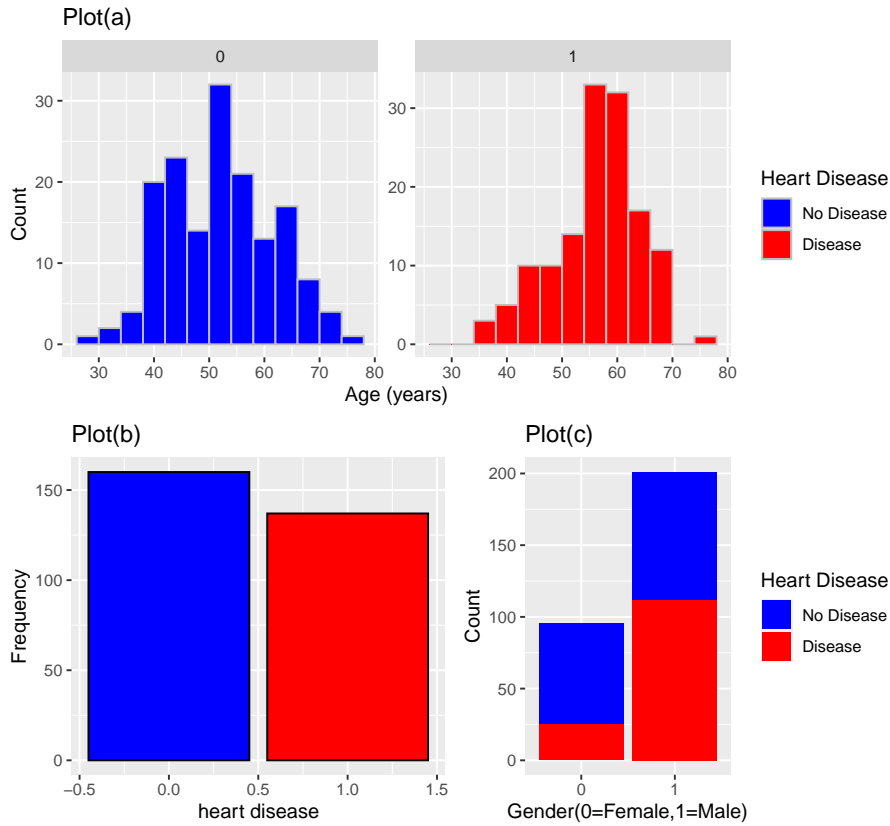 Plot(a)
0
1
Count
30
20
10
0
30
20
10
0
30
40
50
60
70
80
30
40
50
60
70
80
Age (years)
Heart Disease
No Disease
Disease
Plot(b)
Frequency
150
100
50
0
−0.5
0.0
0.5
1.0
1.5
heart disease
Plot(c)
Count
200
150
100
50
0
0
1
Gender(0=Female,1=Male)
Heart Disease
No Disease
Disease